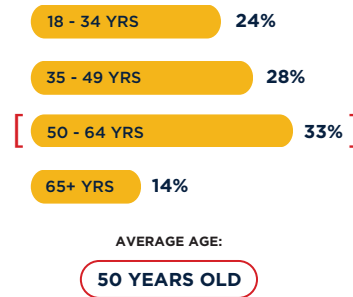 18 - 34 YRS 24%
35 - 49 YRS 28%
[ 50 - 64 YRS 33% ]
65+ YRS 14%
AVERAGE AGE:
50 YEARS OLD